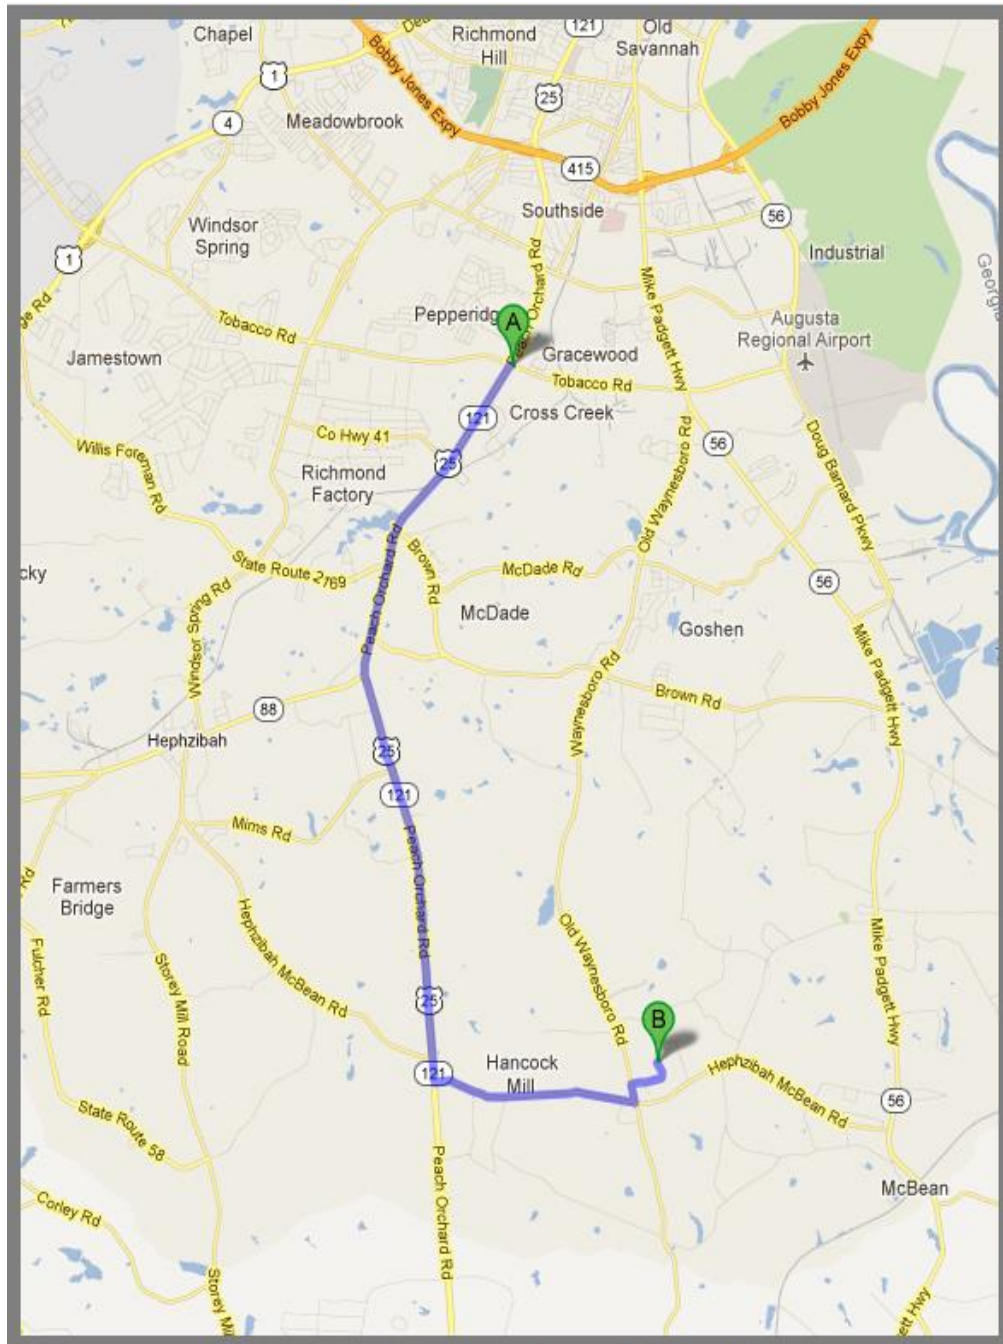 Chapel
Richmond
Hill
121
Old
Savannah
Bobby Jones Expy
Bobby Jones Expy
1
25
4
Meadowbrook
415
Southside
56
Windsor
Spring
1
Industrial
Peach Orchard Rd
Mike Padgett Hwy
Tobacco Rd
Pepperidge
A
Augusta
Regional Airport
Jamestown
Gracewood
Tobacco Rd
121
Cross Creek
Co Hwy 41
56
Willis Foreman Rd
25
Richmond
Factory
Old Waynesboro Rd
Doug Barnard Pkwy
State Route 2169
Brown Rd
McDade Rd
56
Peach Orchard Rd
McDade
Goshen
Windsor Spring Rd
Mike Padgett Hwy
88
Waynesboro Rd
Brown Rd
Hephzibah
25
121
Mims Rd
Peach Orchard Rd
Farmers
Bridge
Hephzibah McBean Rd
Old Waynesboro Rd
Mike Padgett Hwy
Fulcher Rd
Storey Mill Road
25
B
Hancock
Mill
121
Hephzibah McBean Rd
56
State Route 58
Peach Orchard Rd
McBean
Corley Rd